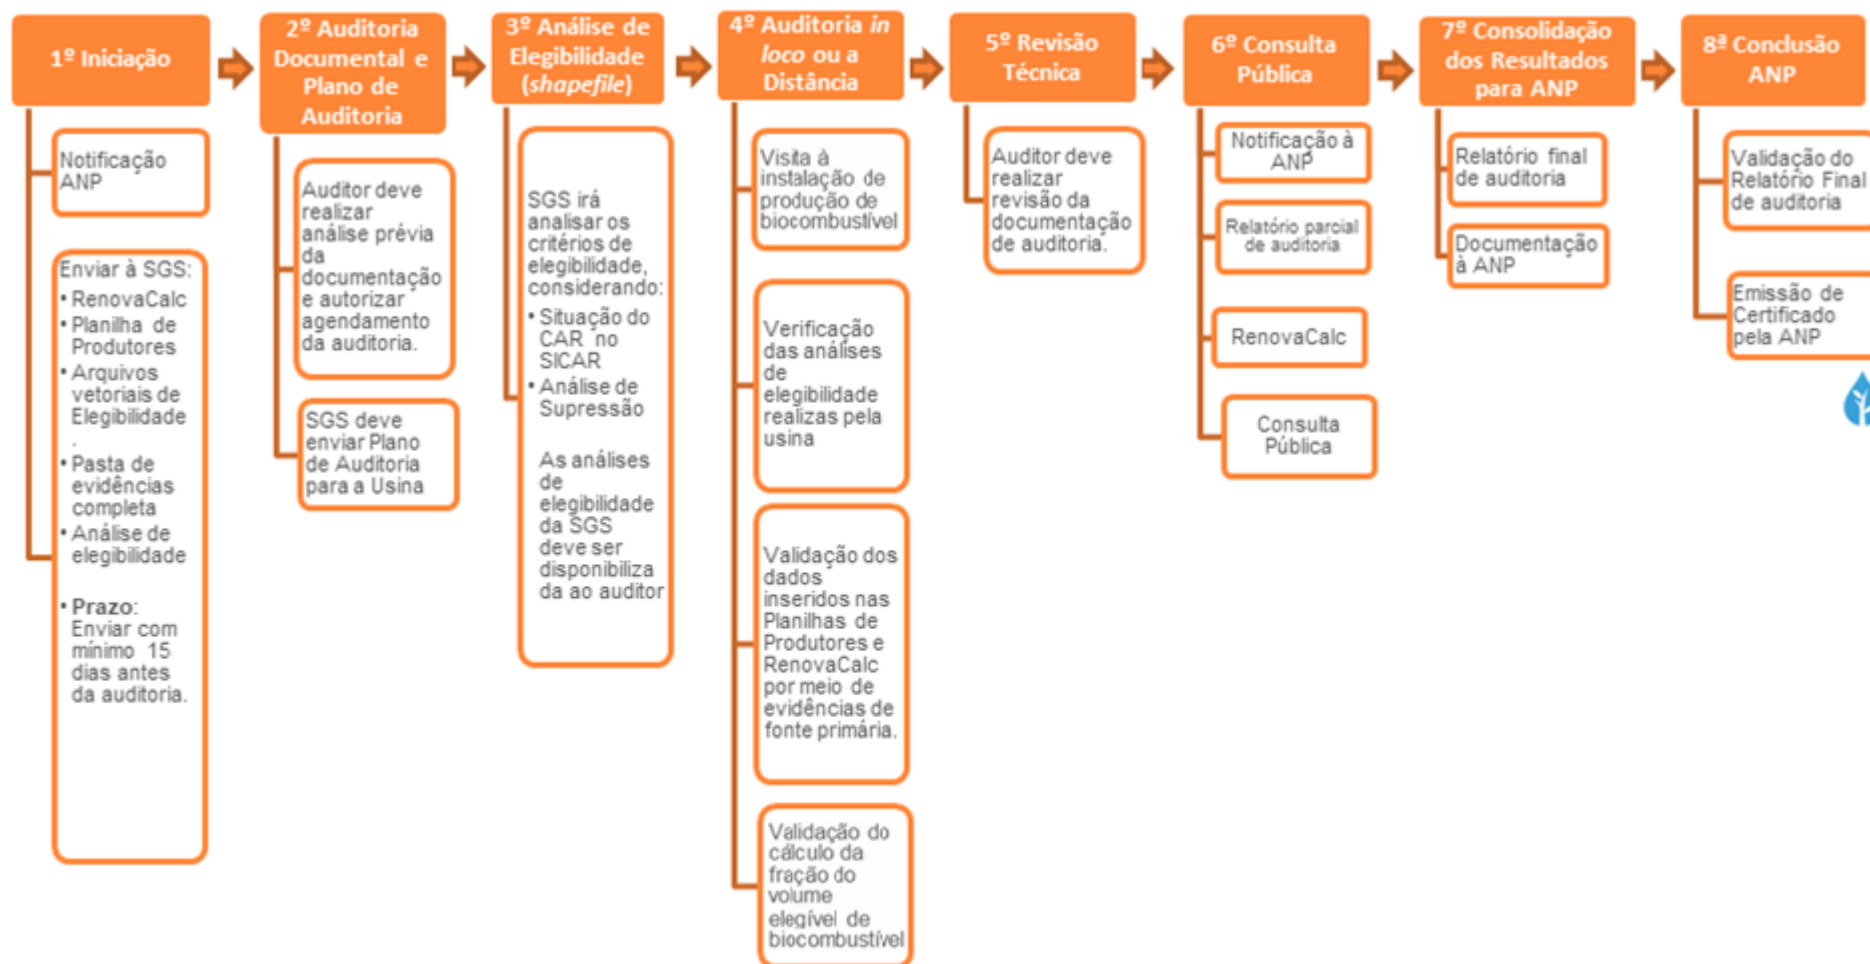 1º Iniciação
Notificação
ANP
Enviar à SGS:
• RenovaCalc
• Planilha de
Produtores
• Arquivos
vetoriais de
Elegibilidade
.
• Pasta de
evidências
completa
• Análise de
elegibilidade
• Prazo:
Enviar com
mínimo 15
dias antes
da auditoria.
2º Auditoria
Documental e
Plano de
Auditoria
Auditor deve
realizar
análise prévia
da
documentação
e autorizar
agendamento
da auditoria.
SGS deve
enviar Plano
de Auditoria
para a Usina
3º Análise de
Elegibilidade
(shapefile)
SGS irá
analisar os
critérios de
elegibilidade,
considerando:
• Situação do
CAR no
SICAR
• Análise de
Supressão
As análises
de
elegibilidade
da SGS
deve ser
disponibiliza
da ao auditor
4º Auditoria in
loco ou a
Distância
Visita à
instalação de
produção de
biocombustível
Verificação
das análises
de
elegibilidade
realizas pela
usina
Validação dos
dados
inseridos nas
Planilhas de
Produtores e
RenovaCalc
por meio de
evidências de
fonte primária.
Validação do
cálculo da
fração do
volume
elegível de
biocombustível
5º Revisão
Técnica
Auditor deve
realizar
revisão da
documentação
de auditoria.
6º Consulta
Pública
Notificação à
ANP
Relatório parcial
de auditoria
RenovaCalc
Consulta
Pública
7º Consolidação
dos Resultados
para ANP
Relatório final
de auditoria
Documentação
à ANP
8ª Conclusão
ANP
Validação do
Relatório Final
de auditoria
Emissão de
Certificado
pela ANP